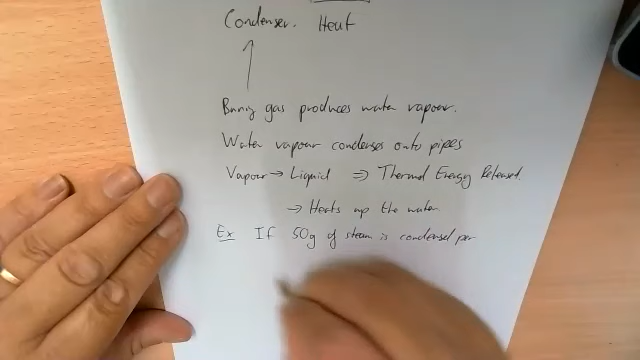 Condenser. Heat
Burning gas produces water vapour.
Water vapour condenses onto pipes
Vapour → Liquid ⇒ Thermal Energy Released.
→ Heats up the water
Ex If 50g of steam is condensed per